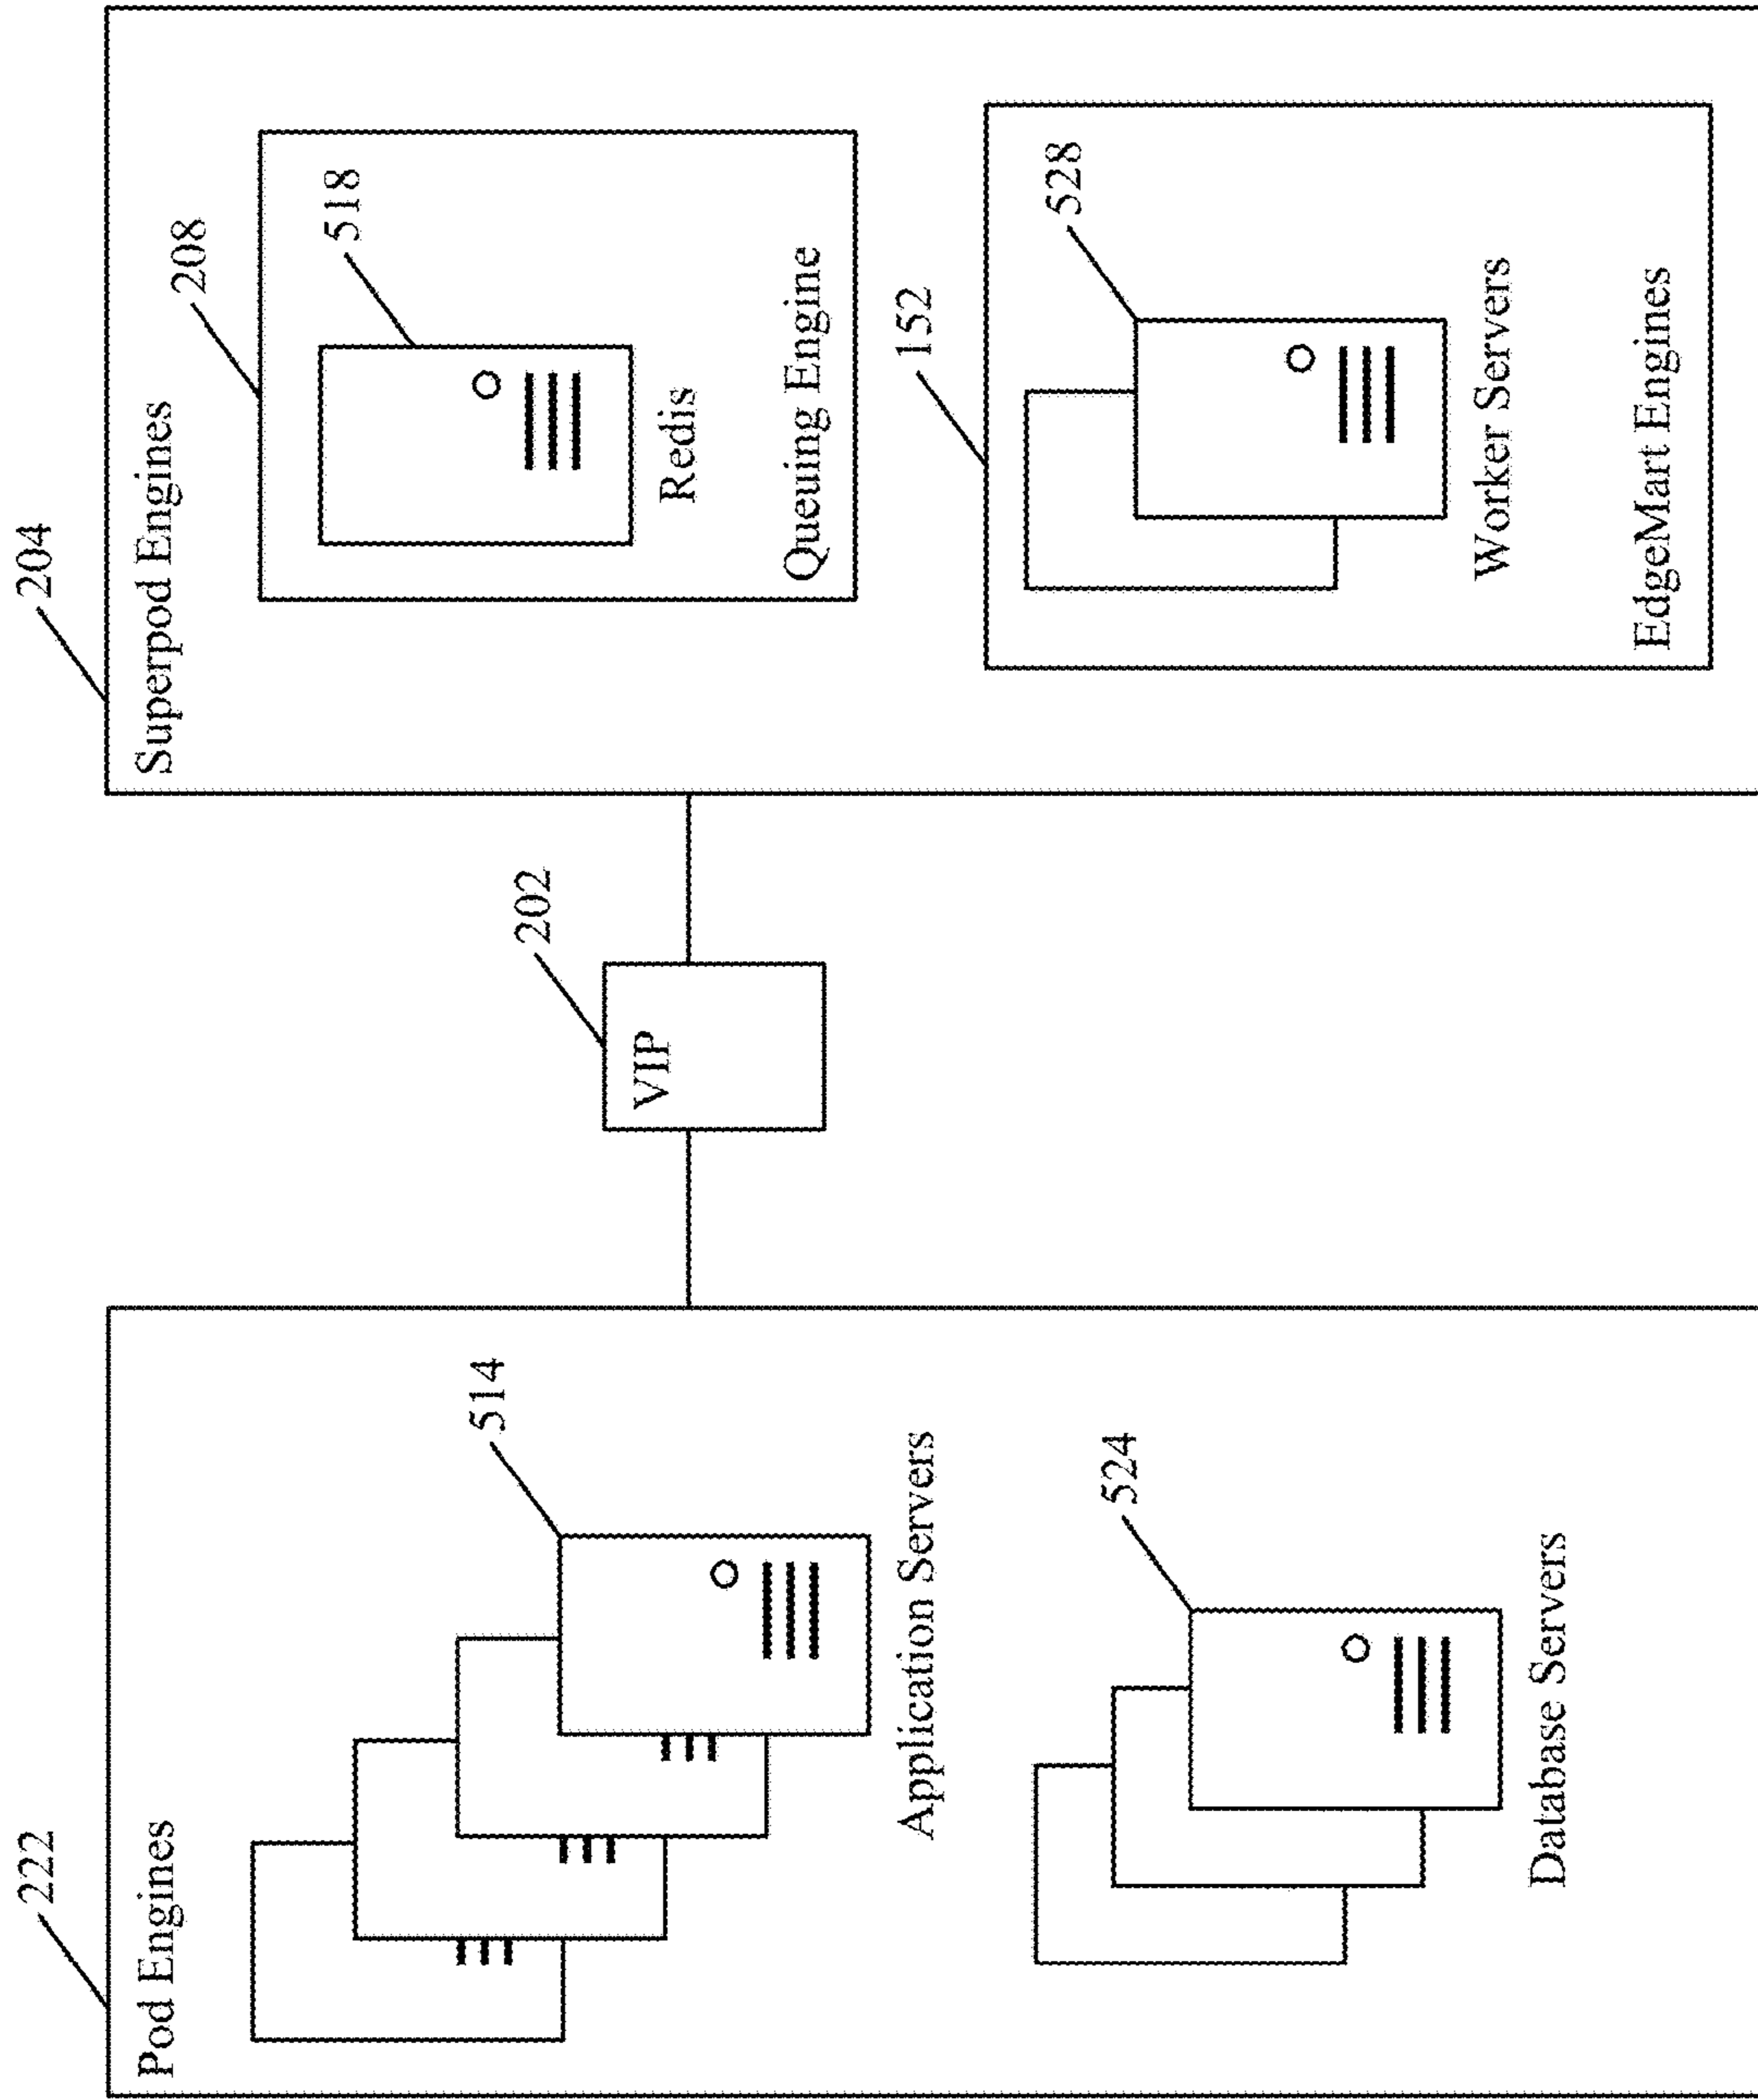 222
Pod Engines
514
Application Servers
524
Database Servers
202
VIP
204
Superpod Engines
208
518
Redis
Queuing Engine
152
528
Worker Servers
EdgeMart Engines